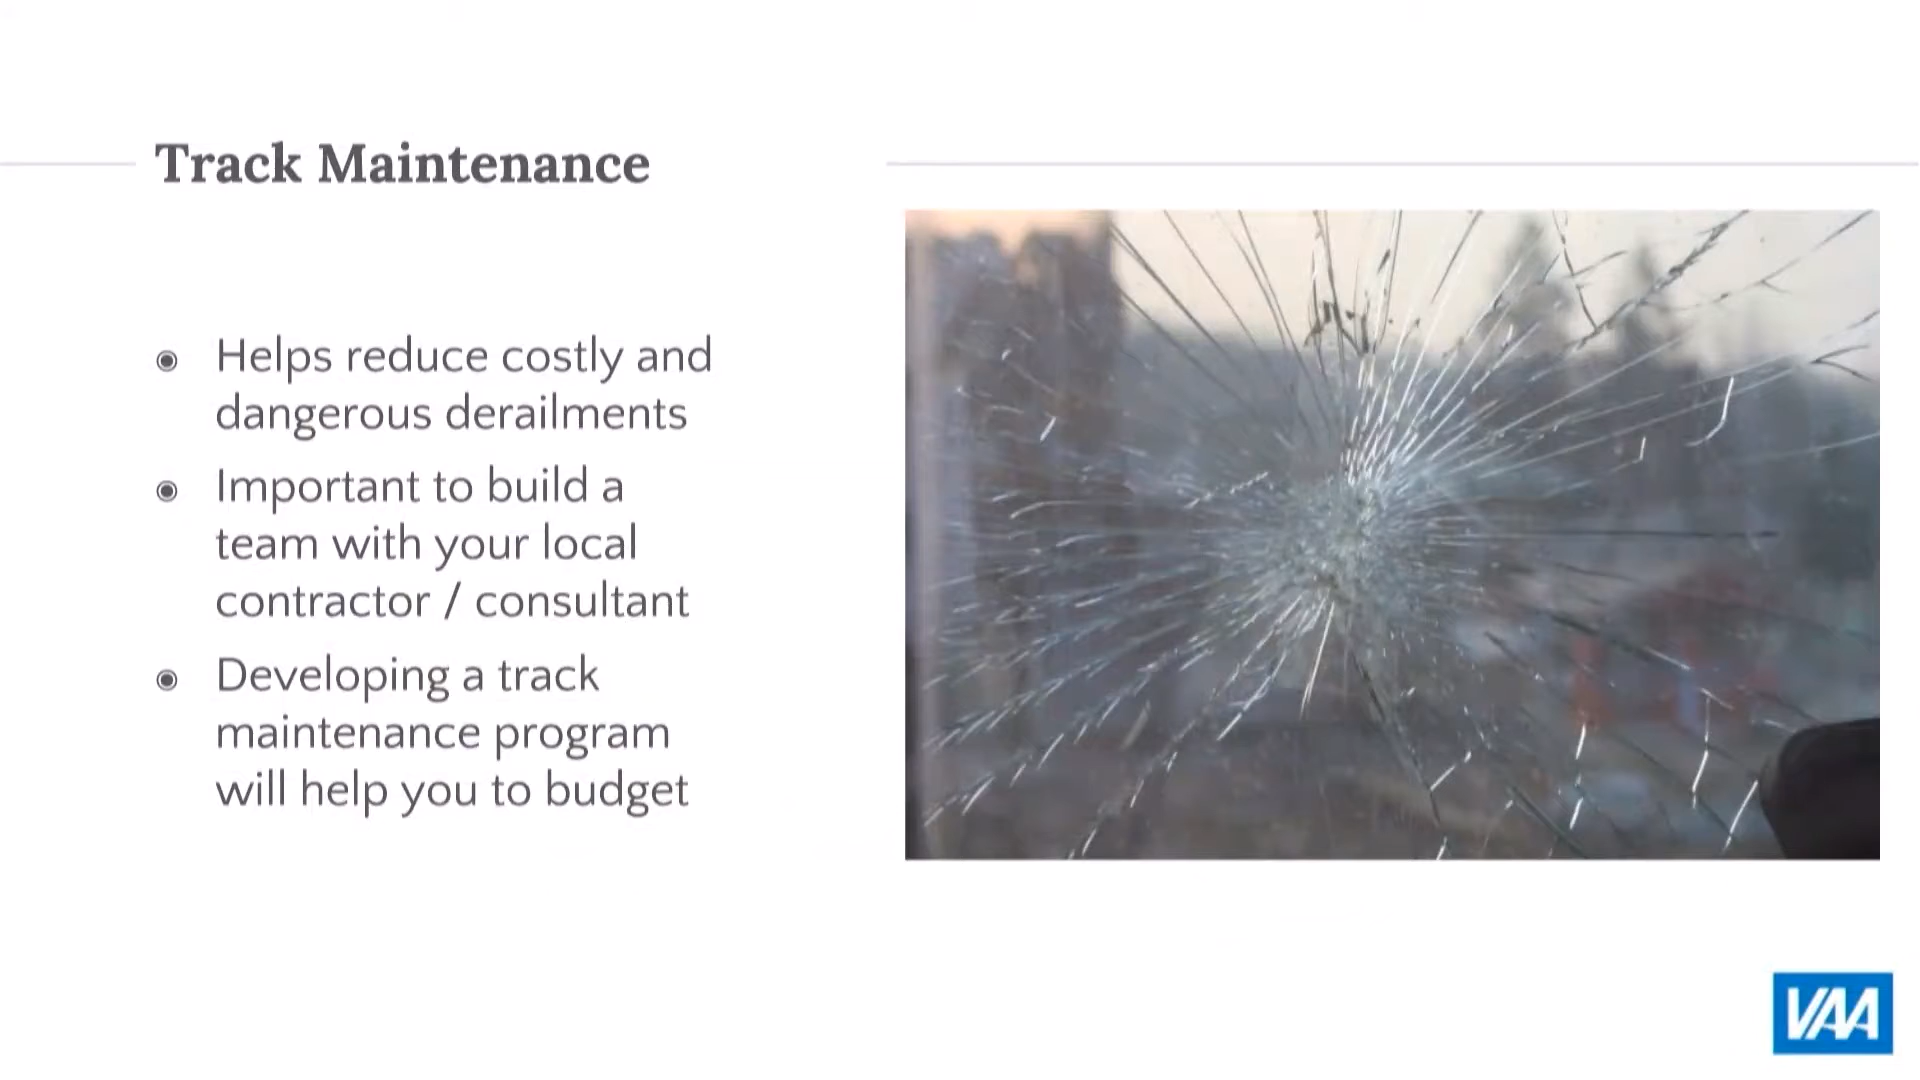 Track Maintenance
Helps reduce costly and
dangerous derailments
Important to build a
team with your local
contractor / consultant
Developing a track
maintenance program
will help you to budget
VAA